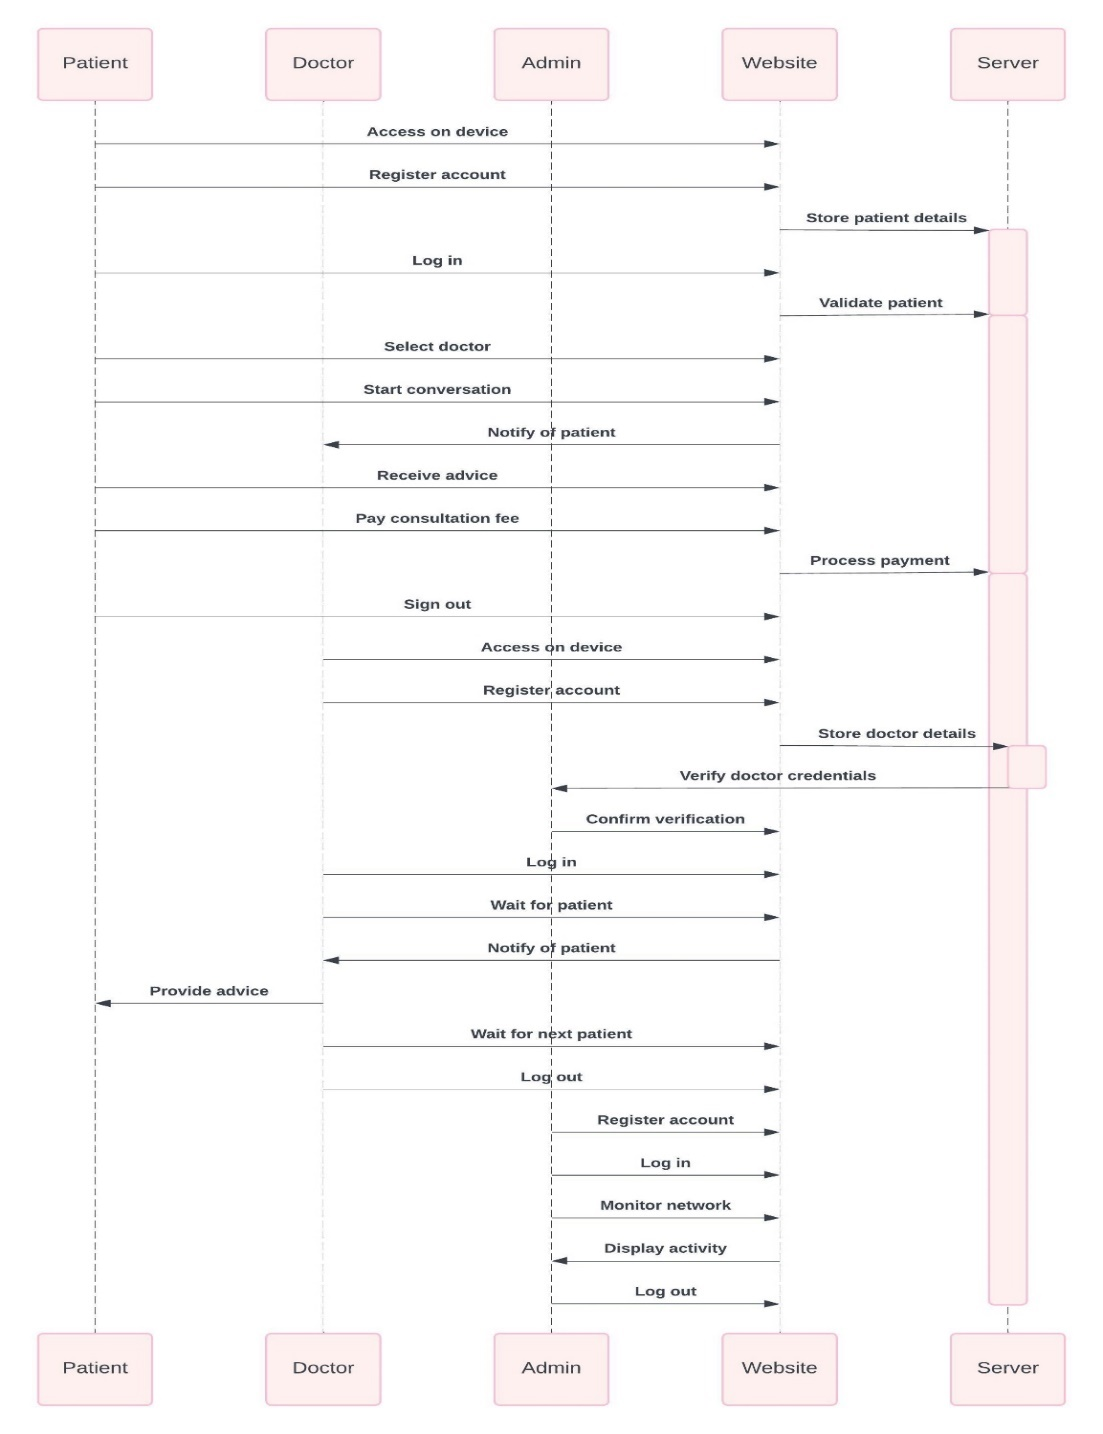 Patient
Doctor
Admin
Website
Server
Access on device
Register account
Store patient details
Log in
Validate patient
Select doctor
Start conversation
Notify of patient
Receive advice
Pay consultation fee
Process payment
Sign out
Access on device
Register account
Store doctor details
Verify doctor credentials
Confirm verification
Log in
Wait for patient
Notify of patient
Provide advice
Wait for next patient
Log out
Register account
Log in
Monitor network
Display activity
Log out
Patient
Doctor
Admin
Website
Server